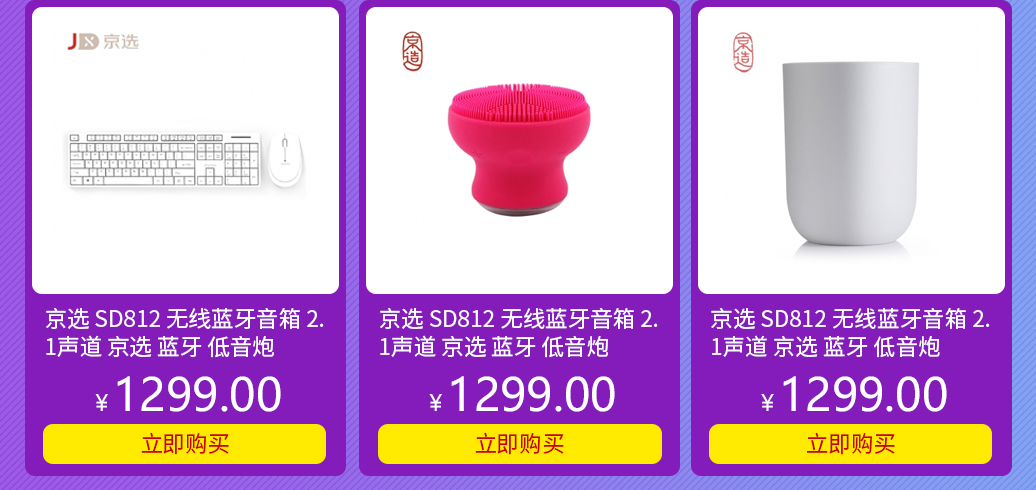 JD 京选
京造
京造
京选 SD812 无线蓝牙音箱 2.
1声道 京选 蓝牙 低音炮
¥ 1299.00
立即购买
京选 SD812 无线蓝牙音箱 2.
1声道 京选 蓝牙 低音炮
¥ 1299.00
立即购买
京选 SD812 无线蓝牙音箱 2.
1声道 京选 蓝牙 低音炮
¥ 1299.00
立即购买